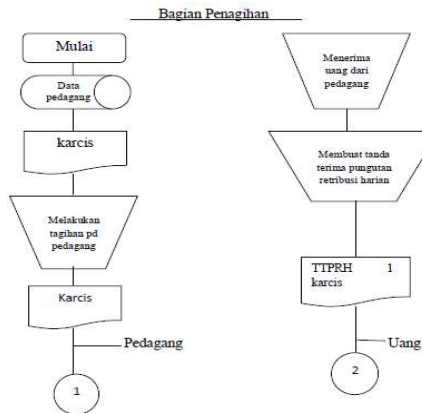 Bagian Penagihan
Mulai
Data
pedagang
karcis
Melakukan
tagihan pd
pedagang
Karcis
Pedagang
1
Menerima
uang dari
pedagang
Membuat tanda
terima pungutan
retribusi harian
TTPRH 1
karcis
Uang
2